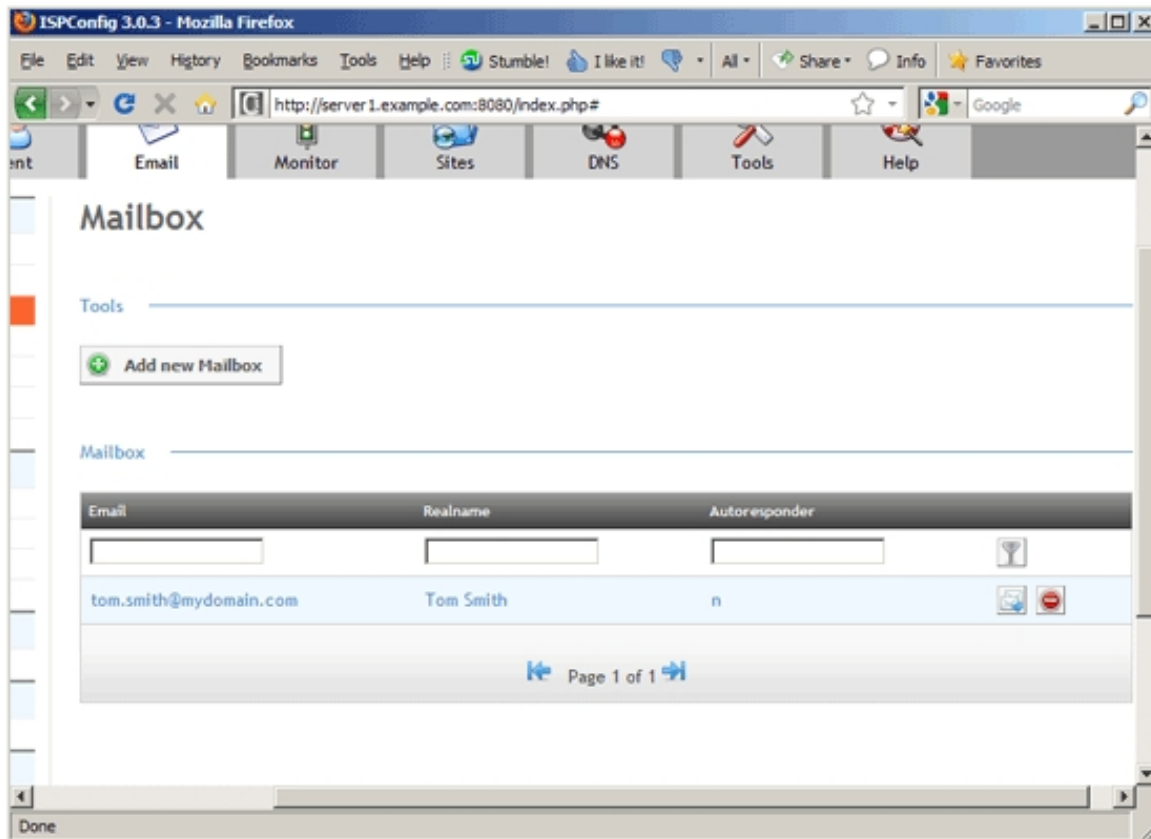 ISPConfig 3.0.3 - Mozilla Firefox
File Edit View History Bookmarks Tools Help Stumble! I like it! All Share Info Favorites
http://server1.example.com:8080/index.php# Google
ent Email Monitor Sites DNS Tools Help
Mailbox
Tools
Add new Mailbox
Mailbox
Email Realname Autoresponder
tom.smith@mydomain.com Tom Smith n
Page 1 of 1
Done